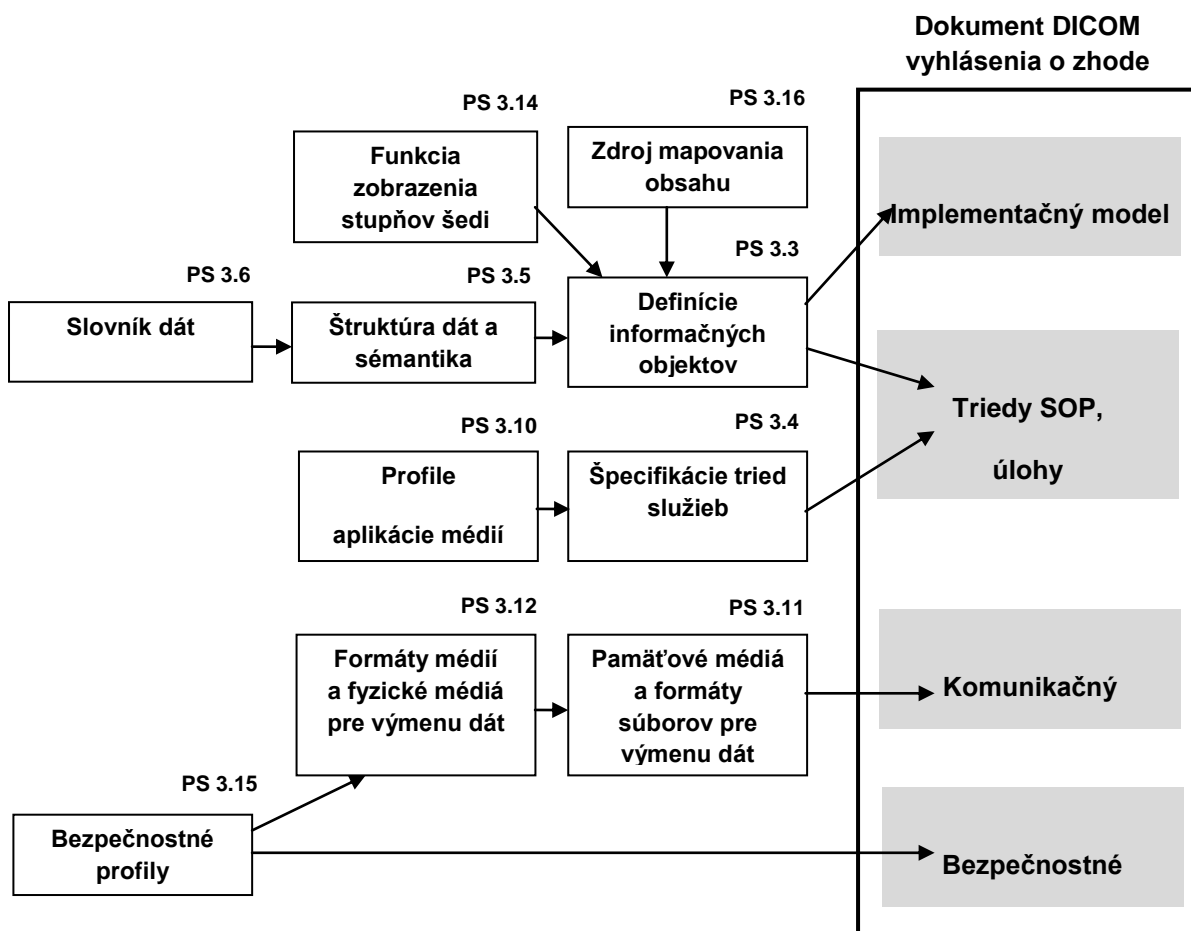 Dokument DICOM
vyhlásenia o zhode
PS 3.14
PS 3.16
Funkcia
zobrazenia
stupňov šedi
Zdroj mapovania
obsahu
Implementačný model
PS 3.6
PS 3.5
PS 3.3
Slovník dát
Štruktúra dát a
sémantika
Definície
informačných
objektov
Triedy SOP,
úlohy
PS 3.10
PS 3.4
Profile
aplikácie médií
Špecifikácie tried
služieb
PS 3.12
PS 3.11
Formáty médií
a fyzické médiá
pre výmenu dát
Pamäťové médiá
a formáty
súborov pre
výmenu dát
Komunikačný
PS 3.15
Bezpečnostné
profily
Bezpečnostné